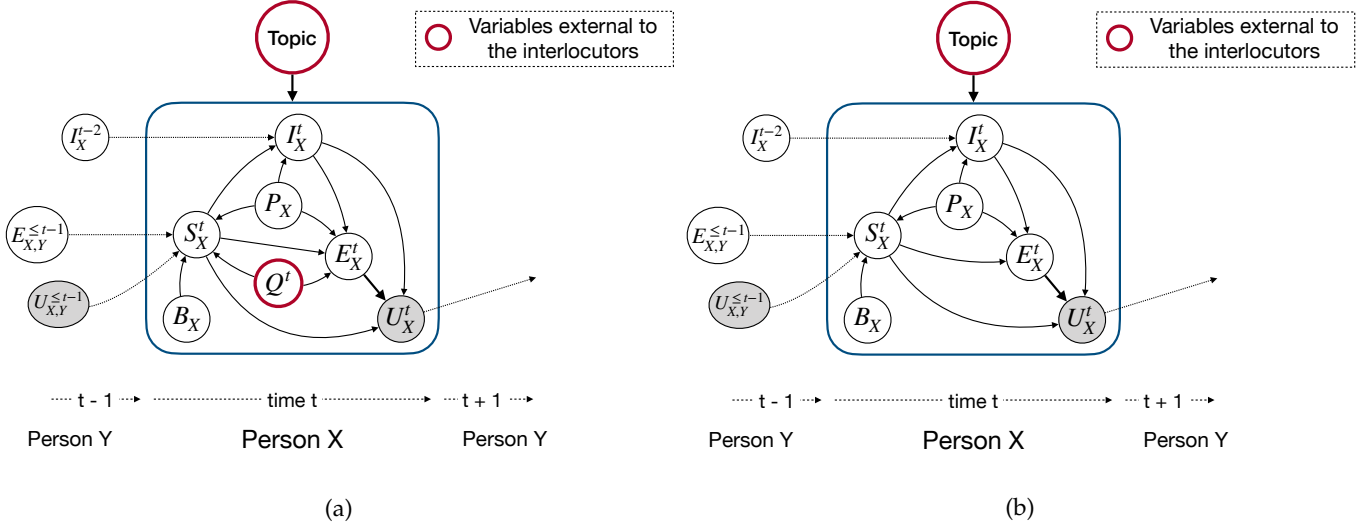 Topic
Variables external to
the interlocutors
I_X^{t-2}
I_X^t
P_X
E_{X,Y}^{≤t-1}
S_X^t
E_X^t
Q^t
U_{X,Y}^{≤t-1}
B_X
U_X^t
t - 1
time t
t + 1
Person Y
Person X
Person Y
(a)
Topic
Variables external to
the interlocutors
I_X^{t-2}
I_X^t
P_X
E_{X,Y}^{≤t-1}
S_X^t
E_X^t
U_{X,Y}^{≤t-1}
B_X
U_X^t
t - 1
time t
t + 1
Person Y
Person X
Person Y
(b)